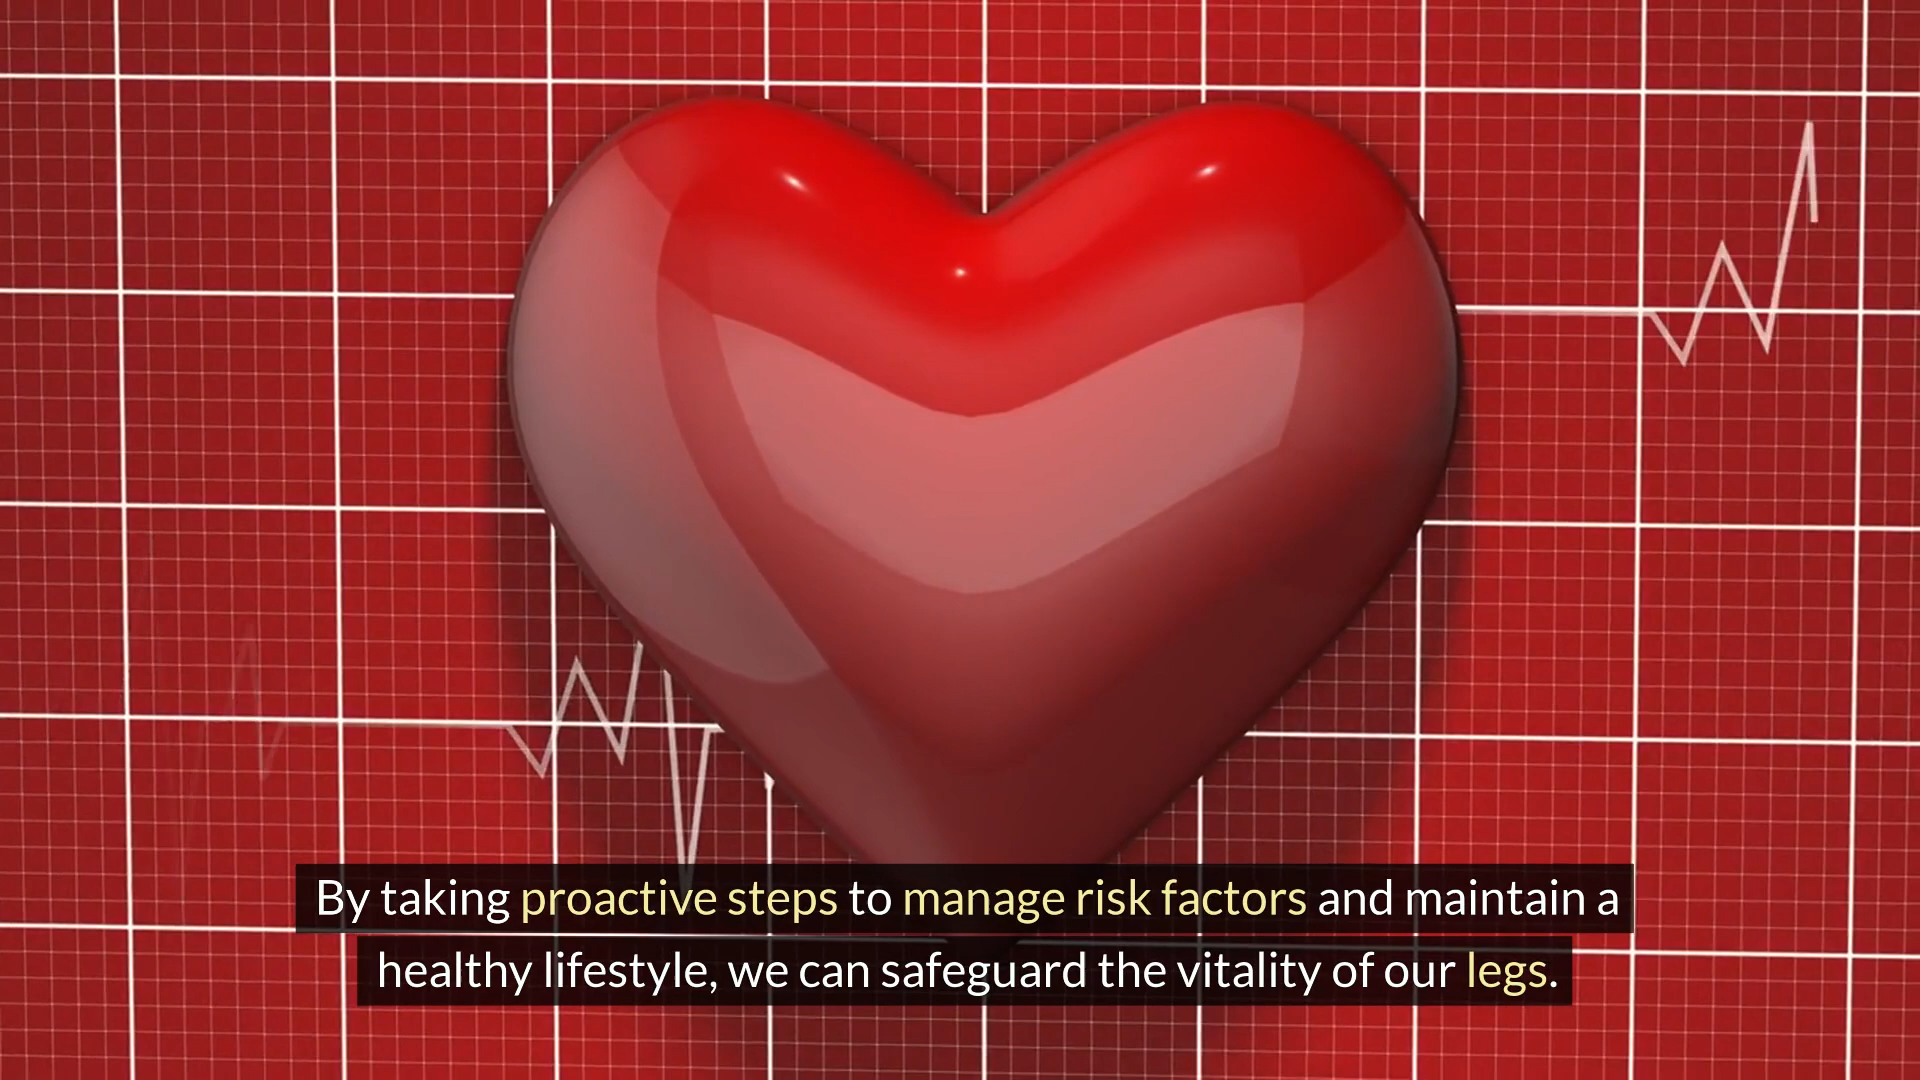 By taking proactive steps to manage risk factors and maintain a
healthy lifestyle, we can safeguard the vitality of our legs.